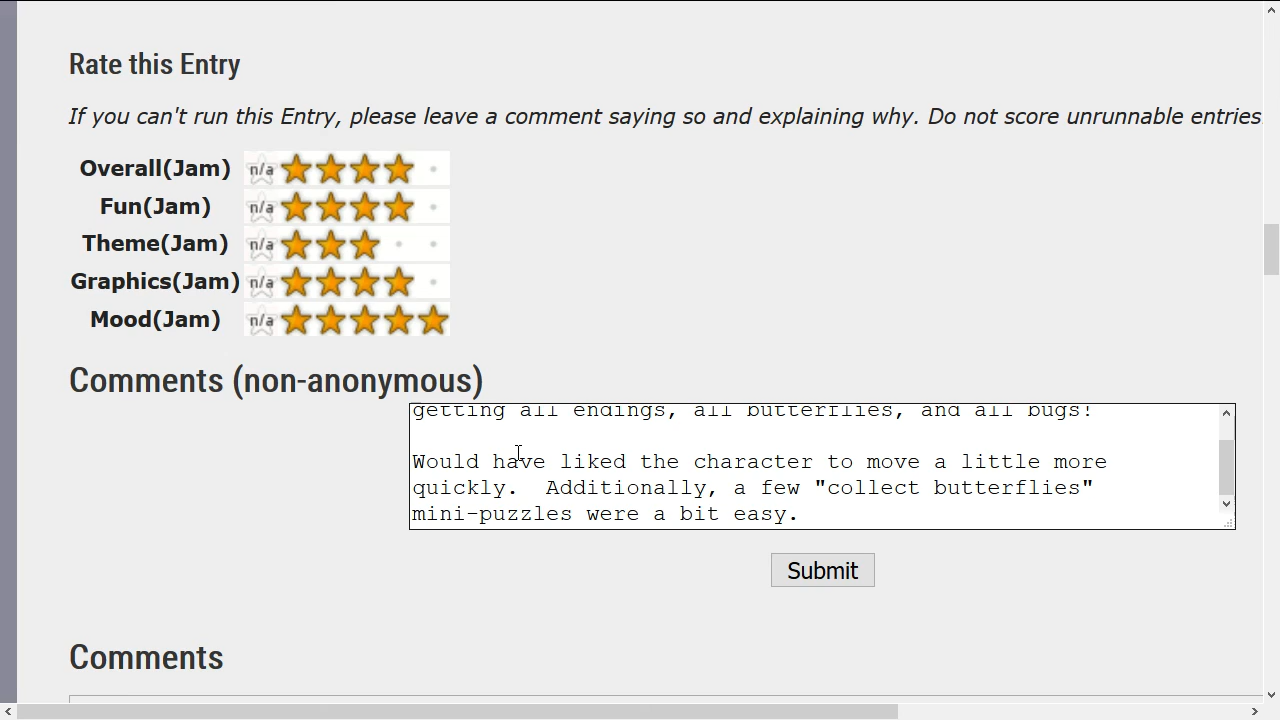 Rate this Entry
If you can't run this Entry, please leave a comment saying so and explaining why. Do not score unrunnable entries
Overall(Jam) n/a
Fun(Jam) n/a
Theme(Jam) n/a
Graphics(Jam) n/a
Mood(Jam) n/a
Comments (non-anonymous)
getting all endings, all butterflies, and all bugs!
Would have liked the character to move a little more
quickly.  Additionally, a few "collect butterflies"
mini-puzzles were a bit easy.
Submit
Comments